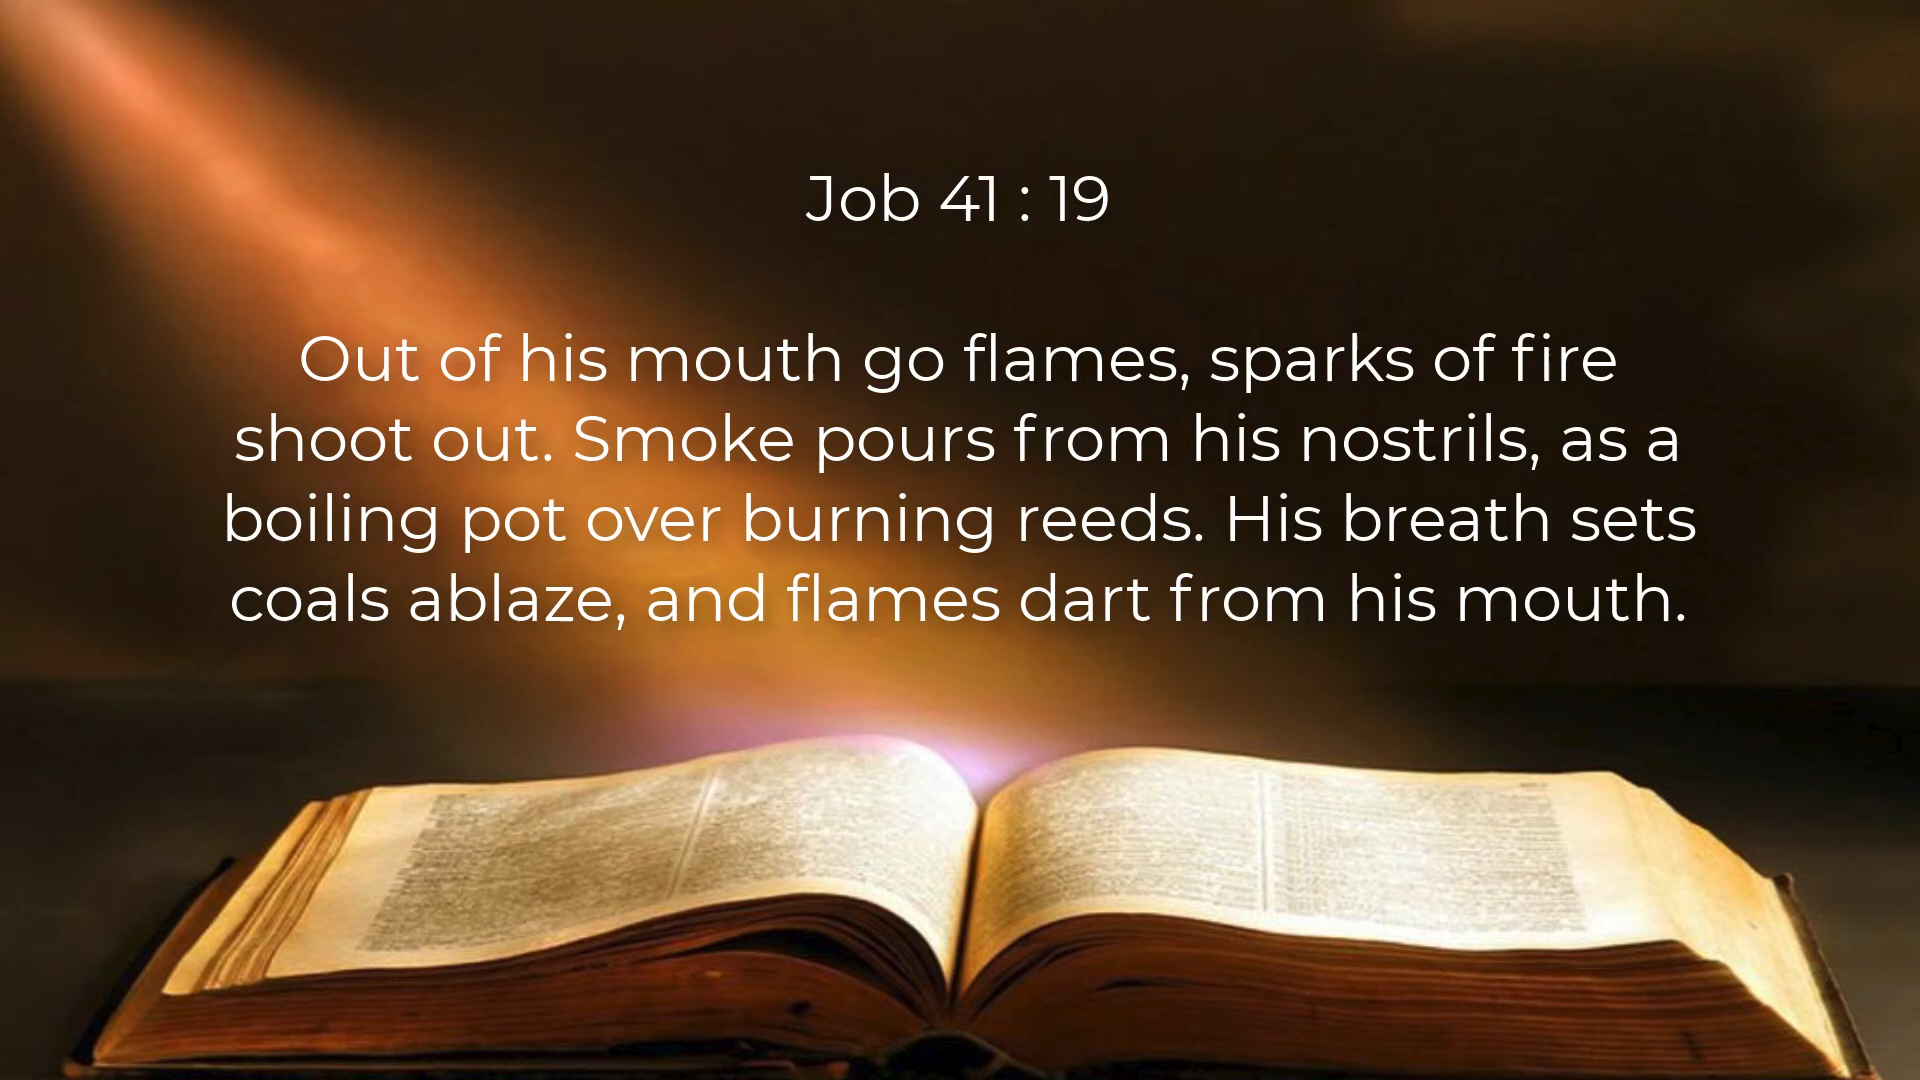 Job 41 : 19
Out of his mouth go flames, sparks of fire
shoot out. Smoke pours from his nostrils, as a
boiling pot over burning reeds. His breath sets
coals ablaze, and flames dart from his mouth.